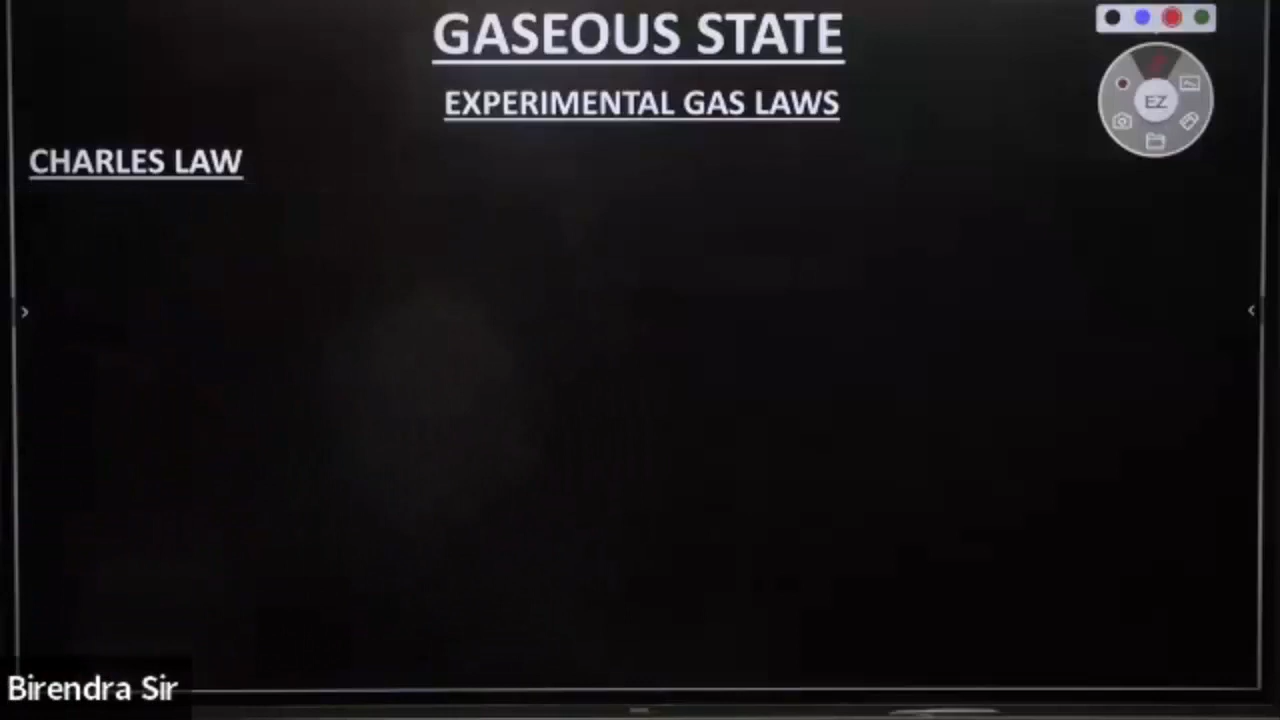 GASEOUS STATE
EXPERIMENTAL GAS LAWS
EZ
CHARLES LAW
Birendra Sir